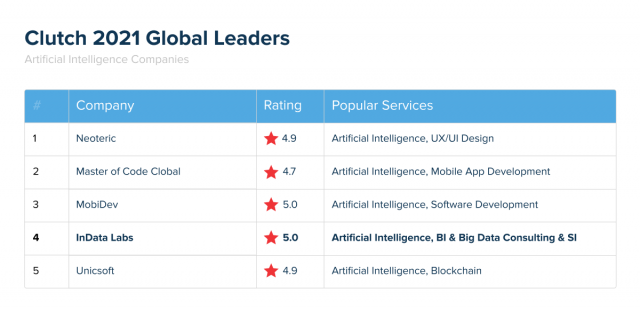 Clutch 2021 Global Leaders
Artificial Intelligence Companies
# Company Rating Popular Services
1 Neoteric 4.9 Artificial Intelligence, UX/UI Design
2 Master of Code Clobal 4.7 Artificial Intelligence, Mobile App Development
3 MobiDev 5.0 Artificial Intelligence, Software Development
4 InData Labs 5.0 Artificial Intelligence, BI & Big Data Consulting & SI
5 Unicsoft 4.9 Artificial Intelligence, Blockchain